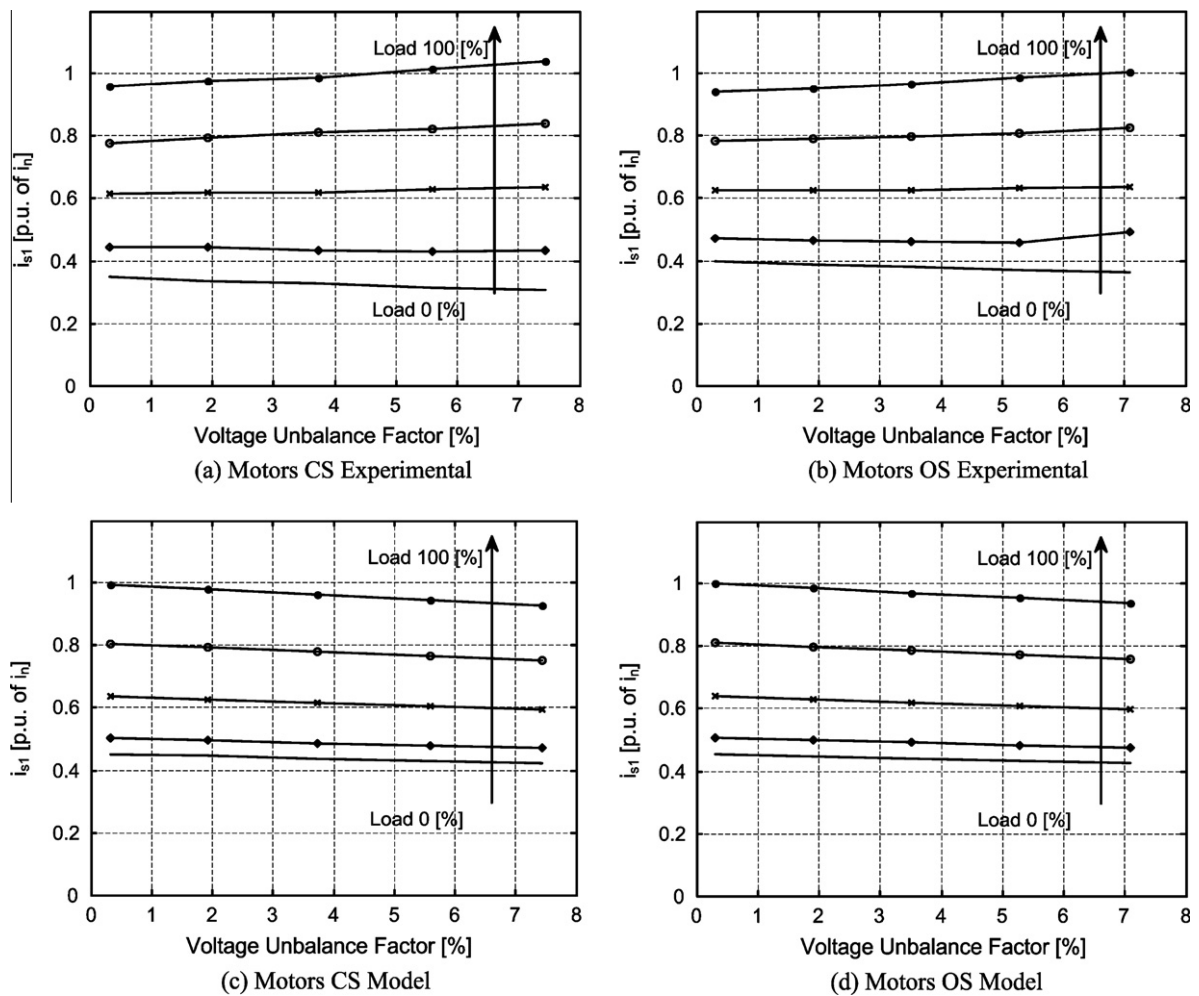 Load 100 [%]
1
0.8
0.6
0.4
0.2
0
i_s1 [p.u. of i_n]
Load 0 [%]
0 1 2 3 4 5 6 7 8
Voltage Unbalance Factor [%]
(a) Motors CS Experimental
Load 100 [%]
1
0.8
0.6
0.4
0.2
0
i_s1 [p.u. of i_n]
Load 0 [%]
0 1 2 3 4 5 6 7 8
Voltage Unbalance Factor [%]
(b) Motors OS Experimental
Load 100 [%]
1
0.8
0.6
0.4
0.2
0
i_s1 [p.u. of i_n]
Load 0 [%]
0 1 2 3 4 5 6 7 8
Voltage Unbalance Factor [%]
(c) Motors CS Model
Load 100 [%]
1
0.8
0.6
0.4
0.2
0
i_s1 [p.u. of i_n]
Load 0 [%]
0 1 2 3 4 5 6 7 8
Voltage Unbalance Factor [%]
(d) Motors OS Model